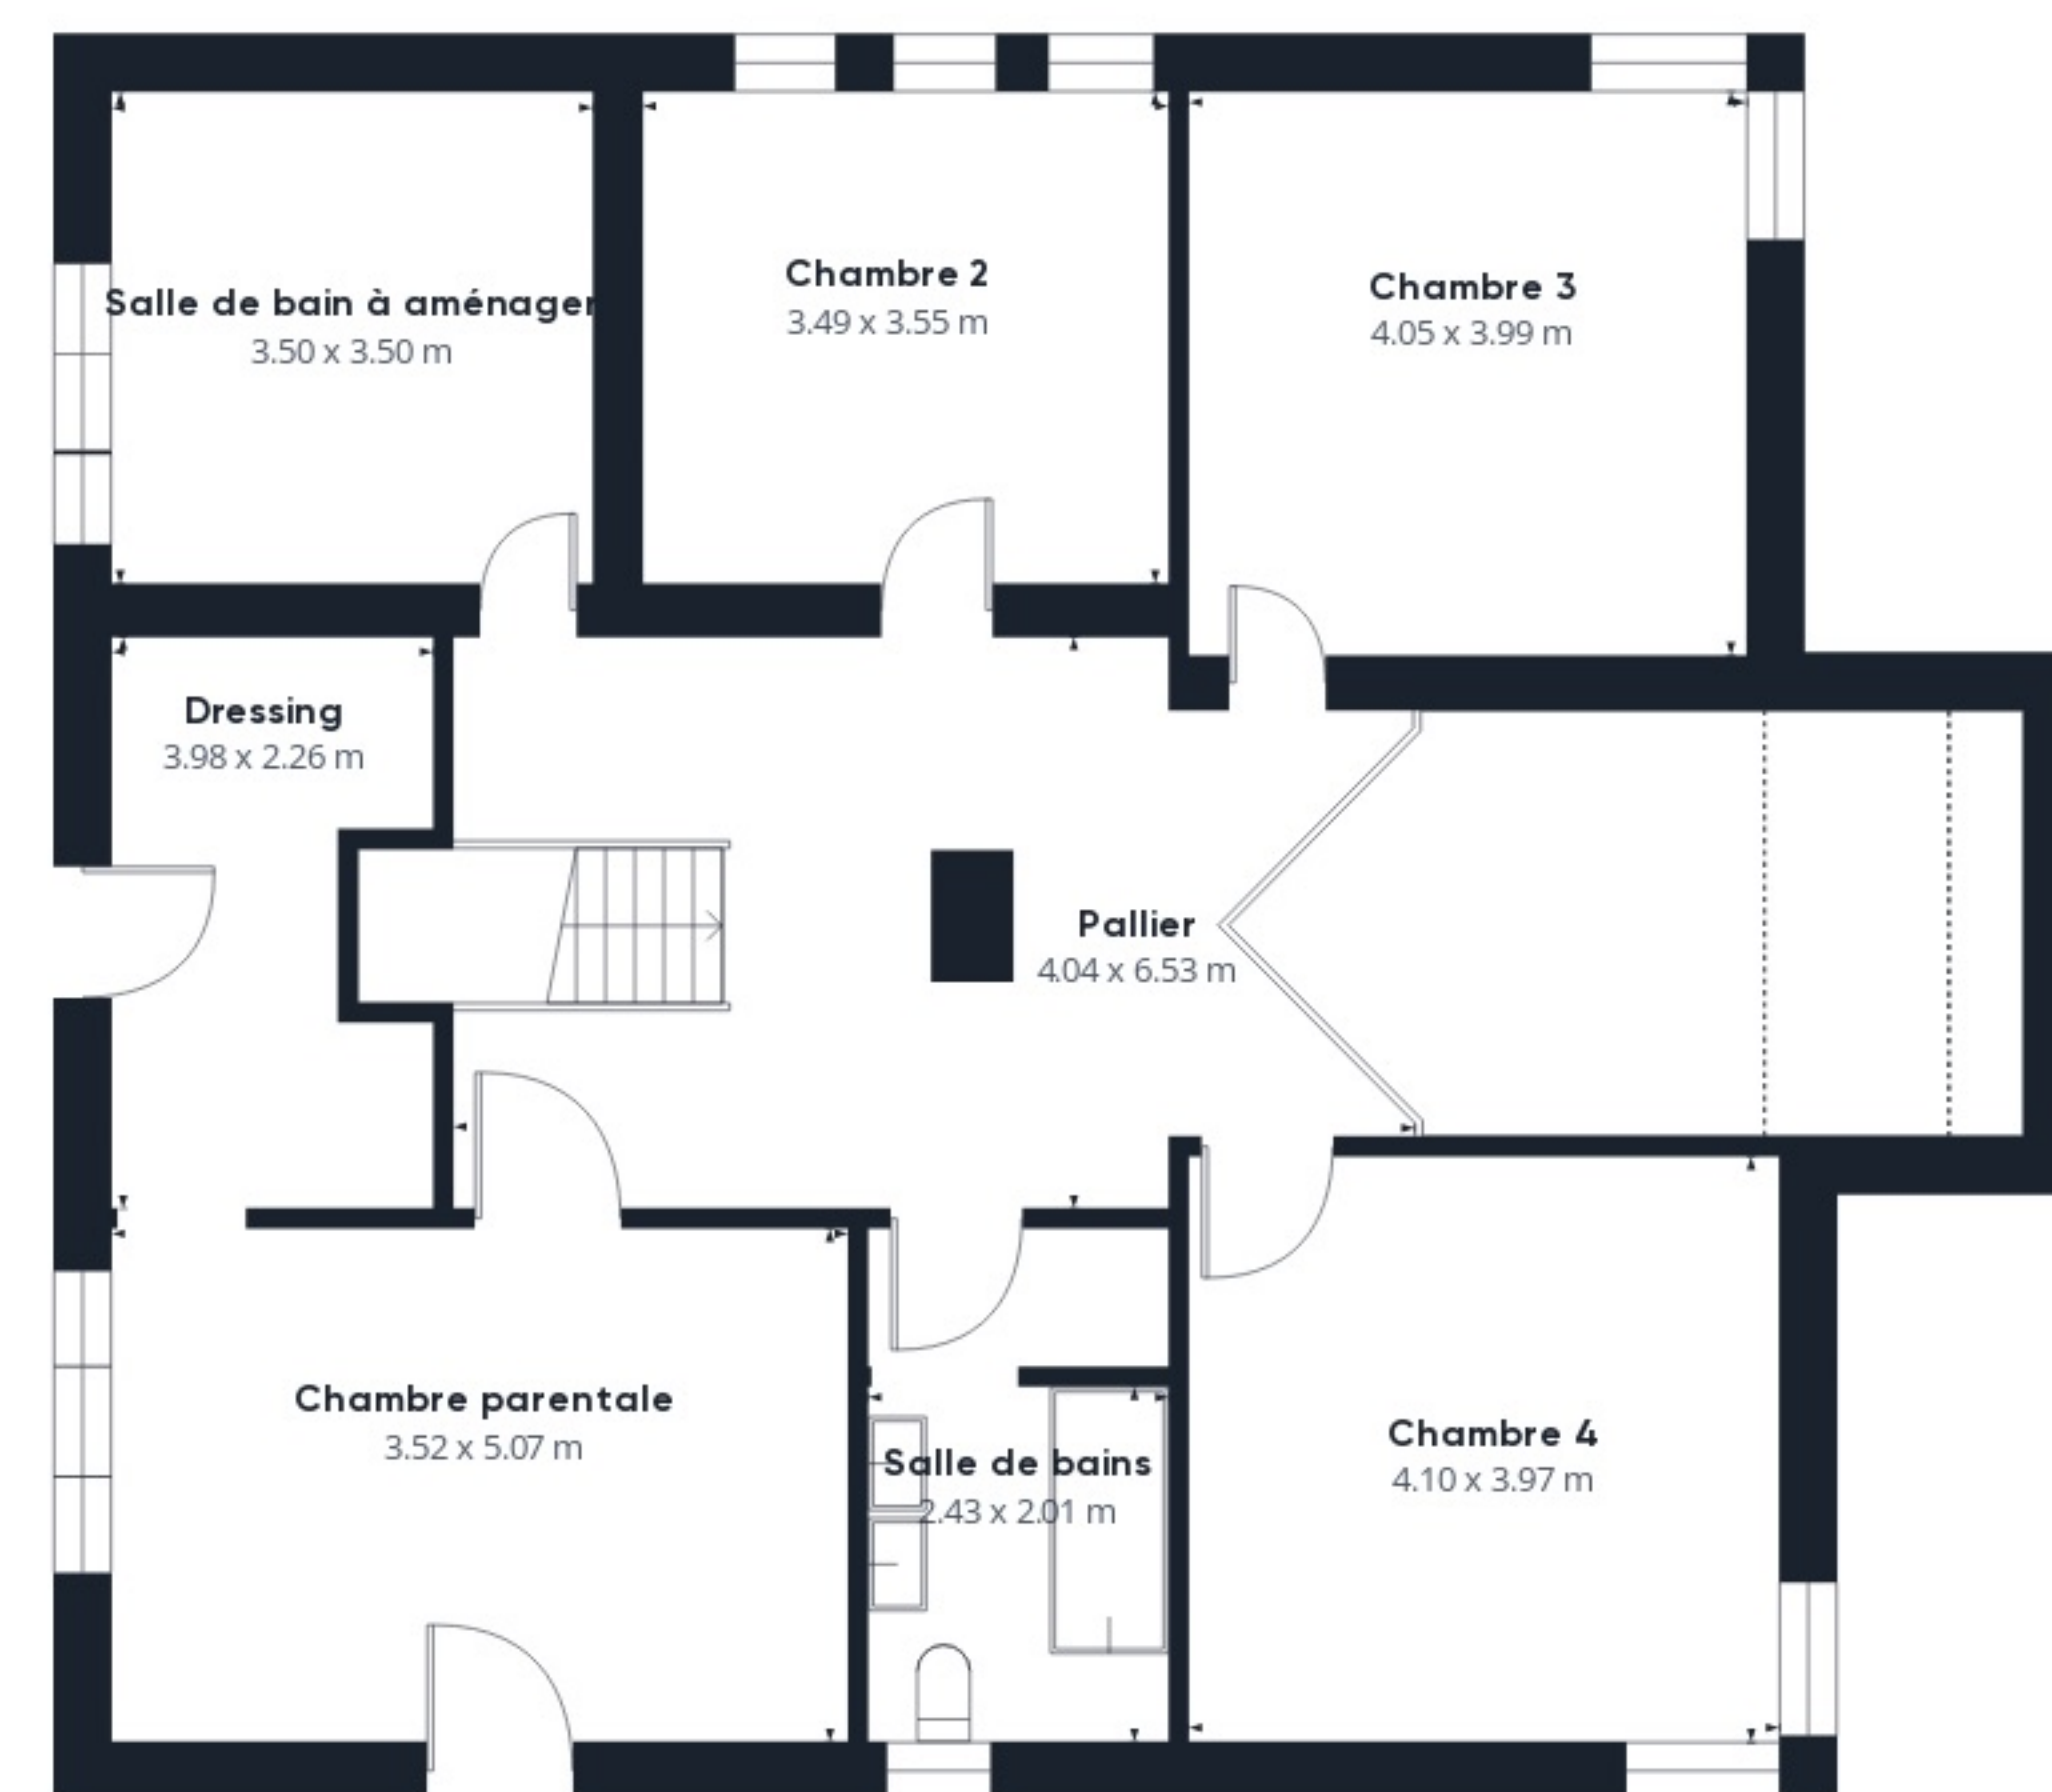 Salle de bain à aménager
3.50 x 3.50 m
Chambre 2
3.49 x 3.55 m
Chambre 3
4.05 x 3.99 m
Dressing
3.98 x 2.26 m
Pallier
4.04 x 6.53 m
Chambre parentale
3.52 x 5.07 m
Salle de bains
2.43 x 2.01 m
Chambre 4
4.10 x 3.97 m